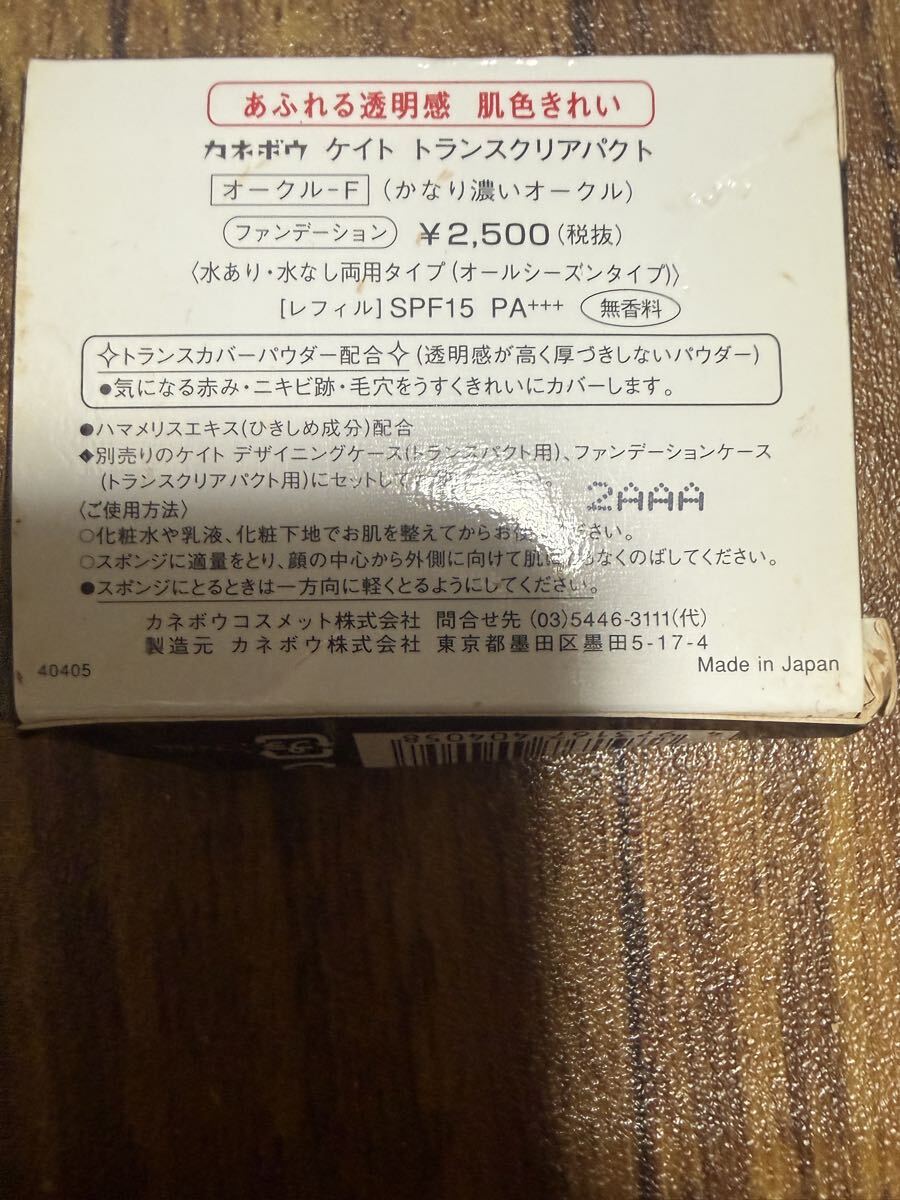 あふれる透明感 肌色きれい
カネボウ ケイト トランスクリアパクト
オークル-F (かなり濃いオークル)
ファンデーション ¥2,500(税抜)
〈水あり・水なし両用タイプ(オールシーズンタイプ)〉
[レフィル] SPF15 PA+++ 無香料
✧トランスカバーパウダー配合✧(透明感が高く厚づきしないパウダー)
●気になる赤み・ニキビ跡・毛穴をうすくきれいにカバーします。
●ハマメリスエキス(ひきしめ成分)配合
◆別売りのケイト デザイニングケース(トランスパクト用)、ファンデーションケース
(トランスクリアパクト用)にセットして
2AAA
〈ご使用方法〉
○化粧水や乳液、化粧下地でお肌を整えてからお使いください。
○スポンジに適量をとり、顔の中心から外側に向けて肌に なくのばしてください。
●スポンジにとるときは一方向に軽くとるようにしてください。
カネボウコスメット株式会社 問合せ先 (03)5446-3111(代)
製造元 カネボウ株式会社 東京都墨田区墨田5-17-4
40405 Made in Japan